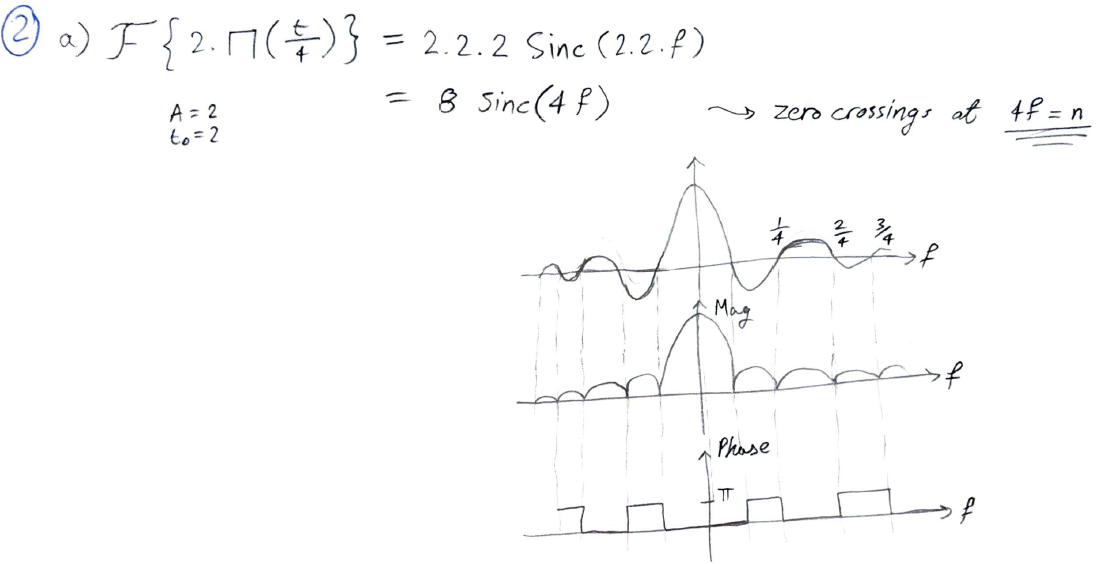 ② a) F{2.Π(t/4)} = 2.2.2 Sinc(2.2.f)
A = 2
t₀ = 2
= 8 sinc(4f) ⤳ zero crossings at 4f = n
1/4 2/4 3/4 f
Mag
f
Phase
π
f